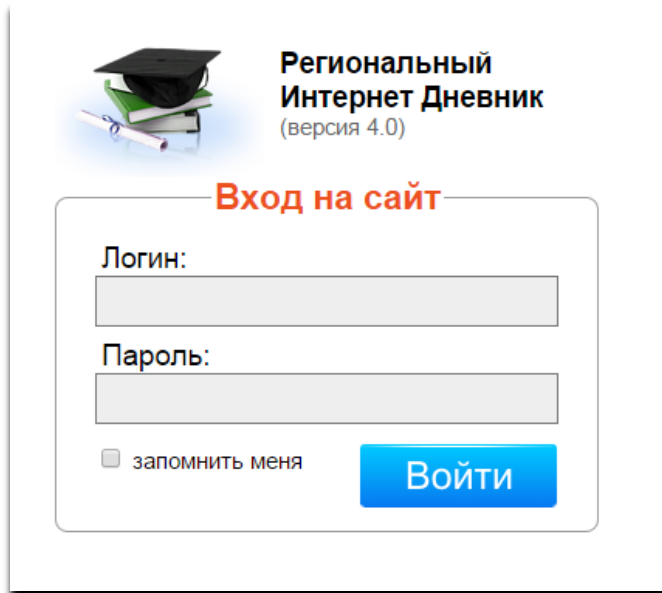 Региональный
Интернет Дневник
(версия 4.0)
Вход на сайт
Логин:
Пароль:
запомнить меня
Войти